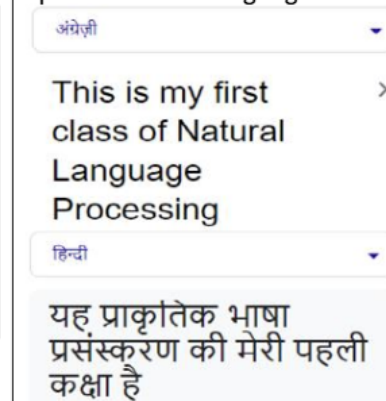 अंग्रेज़ी
This is my first
class of Natural
Language
Processing
हिन्दी
यह प्राकृतिक भाषा
प्रसंस्करण की मेरी पहली
कक्षा है